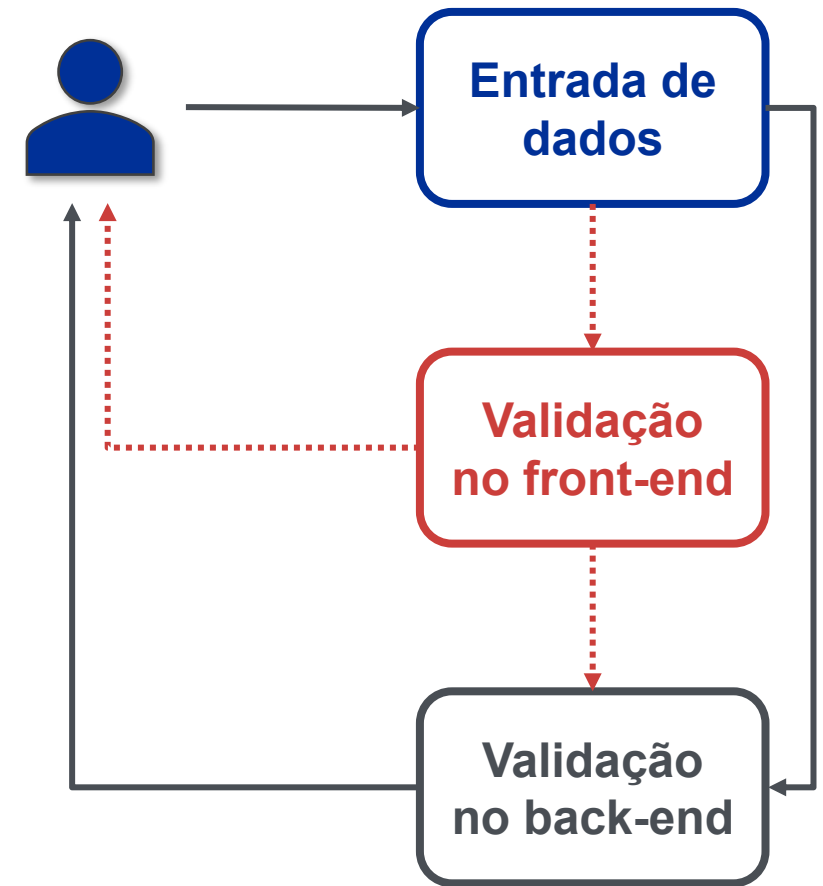 Entrada de
dados
Validação
no front-end
Validação
no back-end